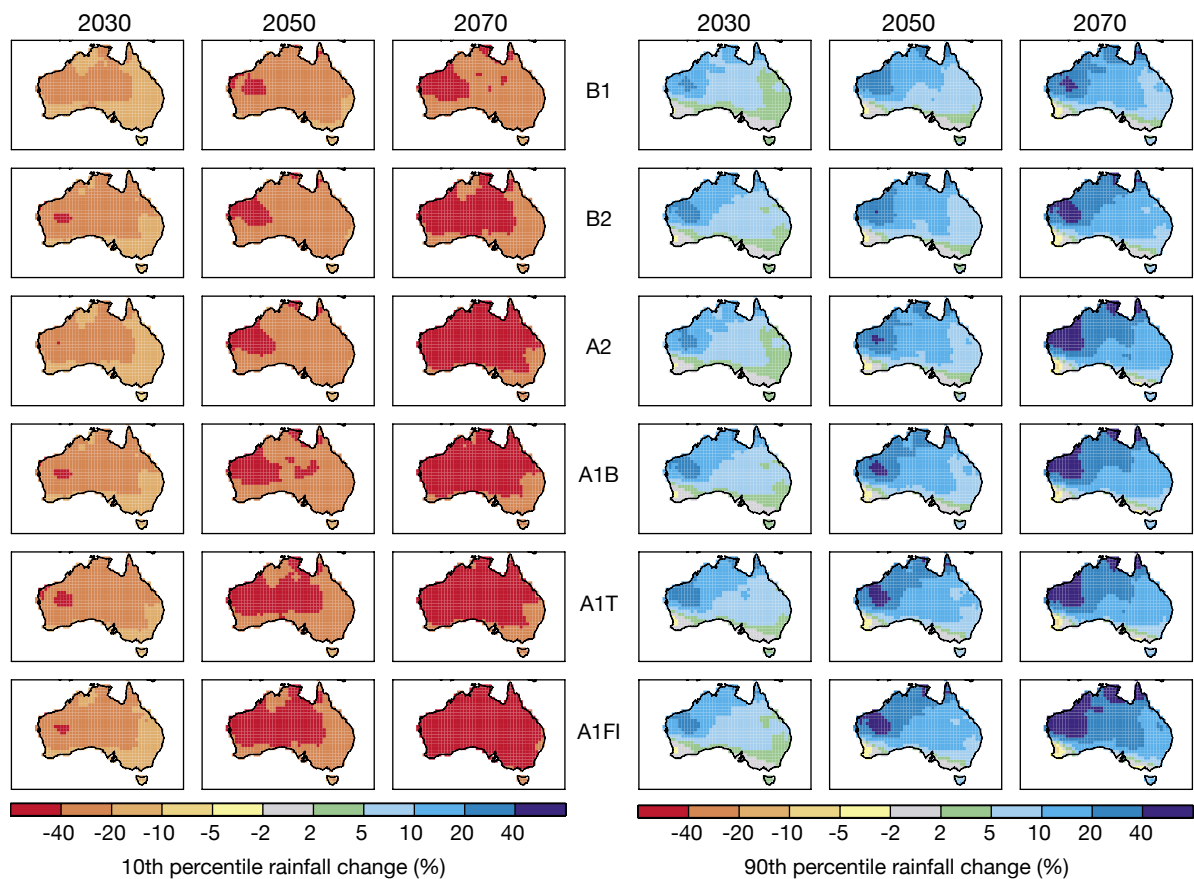 2030 2050 2070 2030 2050 2070
B1
B2
A2
A1B
A1T
A1FI
-40 -20 -10 -5 -2 2 5 10 20 40 -40 -20 -10 -5 -2 2 5 10 20 40
10th percentile rainfall change (%) 90th percentile rainfall change (%)